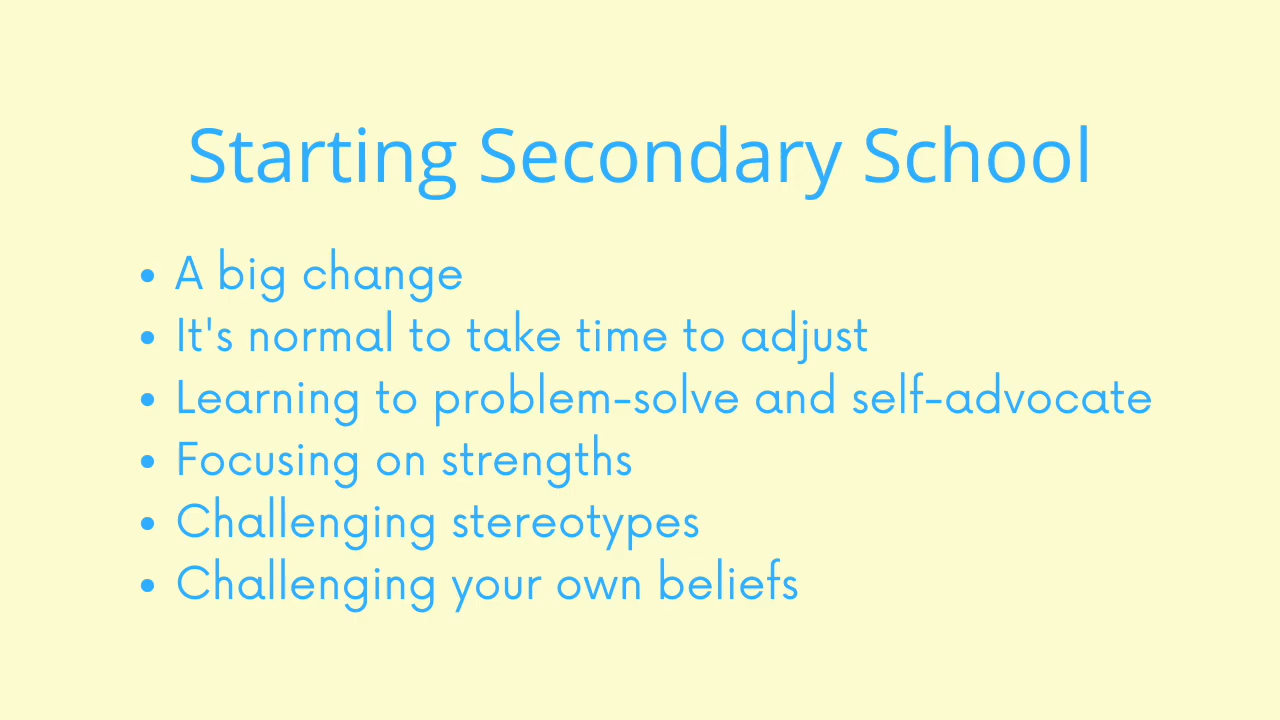 Starting Secondary School
• A big change
• It's normal to take time to adjust
• Learning to problem-solve and self-advocate
• Focusing on strengths
• Challenging stereotypes
• Challenging your own beliefs